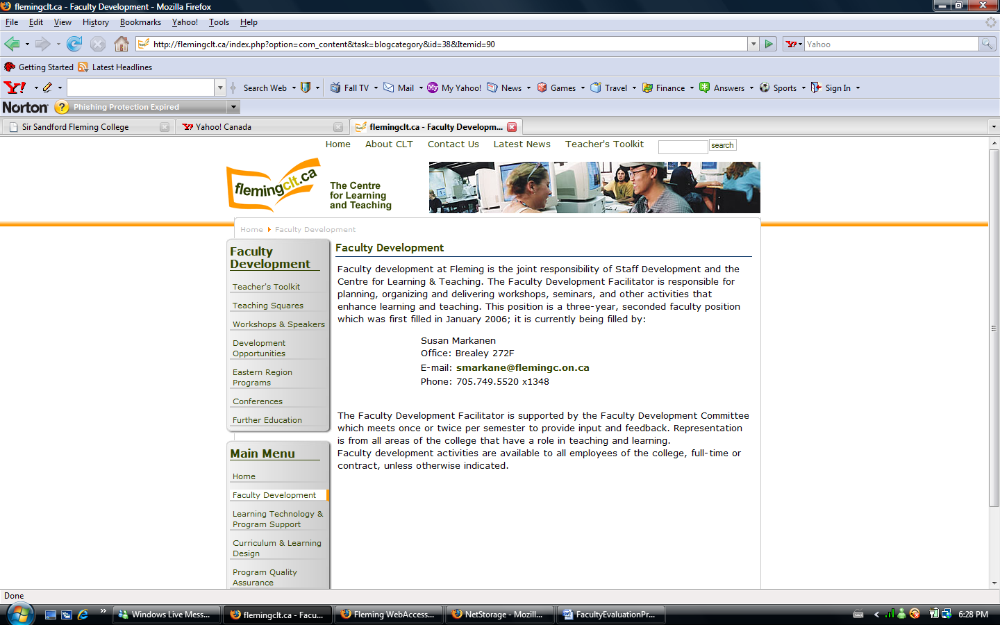 flemingclt.ca - Faculty Development - Mozilla Firefox
File Edit View History Bookmarks Yahoo! Tools Help
http://flemingclt.ca/index.php?option=com_content&task=blogcategory&id=38&Itemid=90
Yahoo
Getting Started Latest Headlines
Y! Search Web Fall TV Mail My My Yahoo! News Games Travel Finance Answers Sports Sign In
Norton Phishing Protection Expired
Sir Sandford Fleming College Yahoo! Canada flemingclt.ca - Faculty Developm...
Home About CLT Contact Us Latest News Teacher's Toolkit search
flemingclt.ca
The Centre
for Learning
and Teaching
Home Faculty Development
Faculty
Development
Teacher's Toolkit
Teaching Squares
Workshops & Speakers
Development
Opportunities
Eastern Region
Programs
Conferences
Further Education
Main Menu
Home
Faculty Development
Learning Technology &
Program Support
Curriculum & Learning
Design
Program Quality
Assurance
Faculty Development
Faculty development at Fleming is the joint responsibility of Staff Development and the
Centre for Learning & Teaching. The Faculty Development Facilitator is responsible for
planning, organizing and delivering workshops, seminars, and other activities that
enhance learning and teaching. This position is a three-year, seconded faculty position
which was first filled in January 2006; it is currently being filled by:
Susan Markanen
Office: Brealey 272F
E-mail: smarkane@flemingc.on.ca
Phone: 705.749.5520 x1348
The Faculty Development Facilitator is supported by the Faculty Development Committee
which meets once or twice per semester to provide input and feedback. Representation
is from all areas of the college that have a role in teaching and learning.
Faculty development activities are available to all employees of the college, full-time or
contract, unless otherwise indicated.
Done
Windows Live Mess... flemingclt.ca - Facu... Fleming WebAccess... NetStorage - Mozill... FacultyEvaluationPr... 6:28 PM